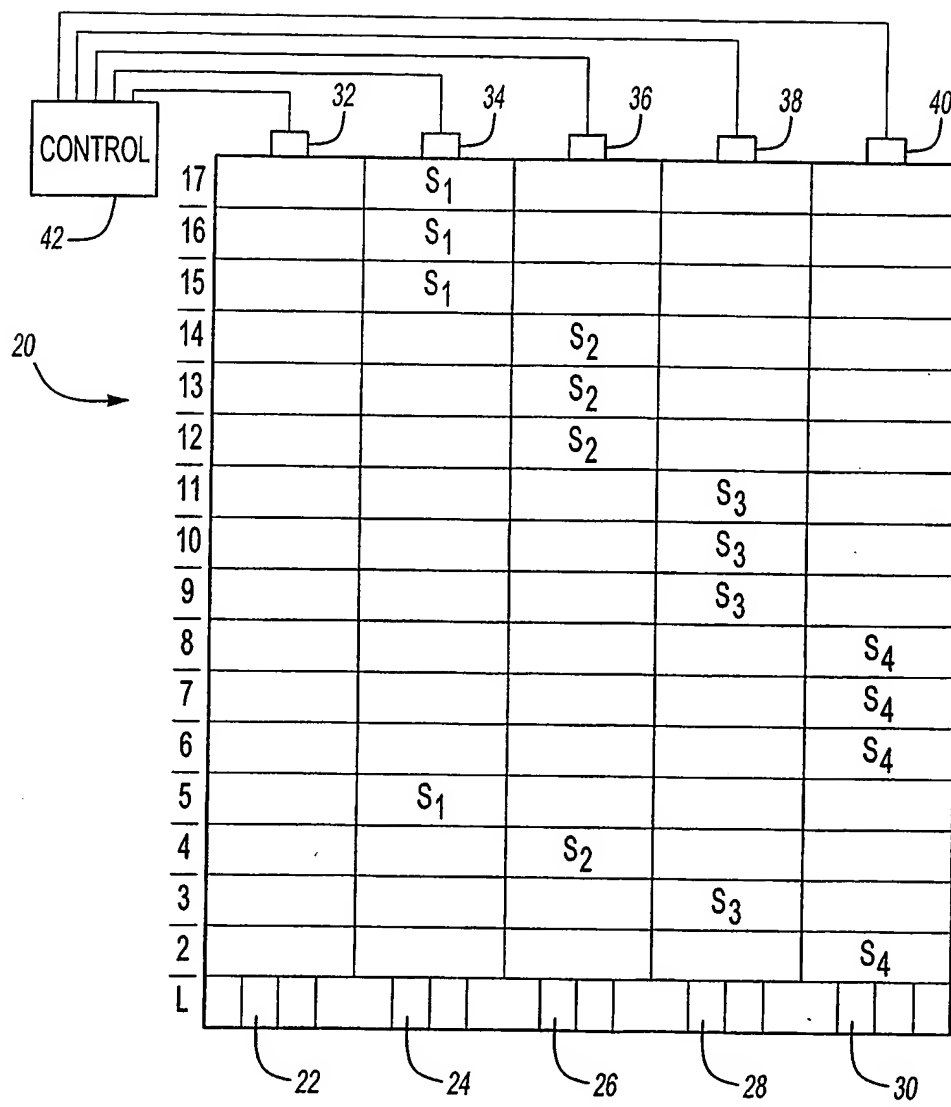 32 34 36 38 40
CONTROL
42
20
17 S1
16 S1
15 S1
14 S2
13 S2
12 S2
11 S3
10 S3
9 S3
8 S4
7 S4
6 S4
5 S1
4 S2
3 S3
2 S4
L
22 24 26 28 30